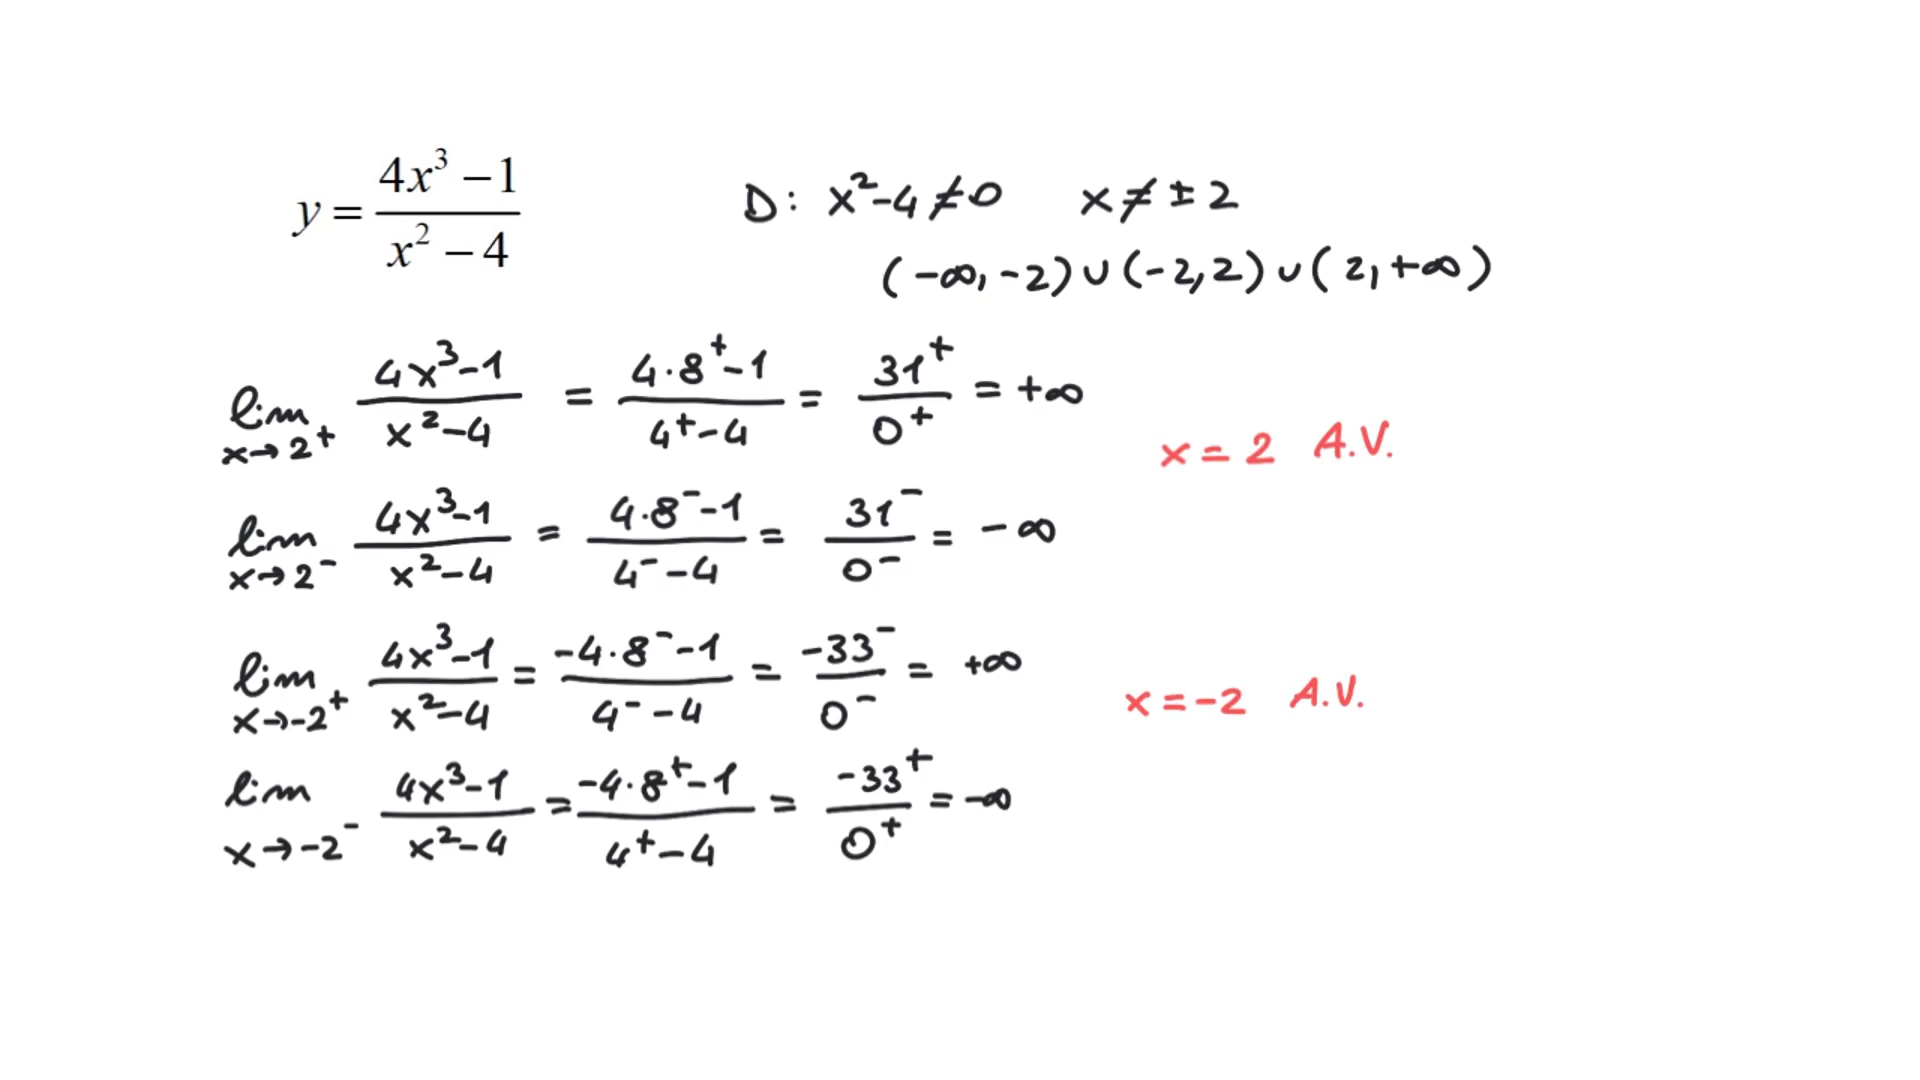 y = (4x³ − 1)/(x² − 4)
D: x²-4≠0 x≠±2
(-∞,-2)∪(-2,2)∪(2,+∞)
lim x→2⁺ (4x³-1)/(x²-4) = (4·8⁺-1)/(4⁺-4) = 31⁺/0⁺ = +∞
x=2 A.V.
lim x→2⁻ (4x³-1)/(x²-4) = (4·8⁻-1)/(4⁻-4) = 31⁻/0⁻ = -∞
lim x→-2⁺ (4x³-1)/(x²-4) = (-4·8⁻-1)/(4⁻-4) = -33⁻/0⁻ = +∞
x=-2 A.V.
lim x→-2⁻ (4x³-1)/(x²-4) = (-4·8⁺-1)/(4⁺-4) = -33⁺/0⁺ = -∞